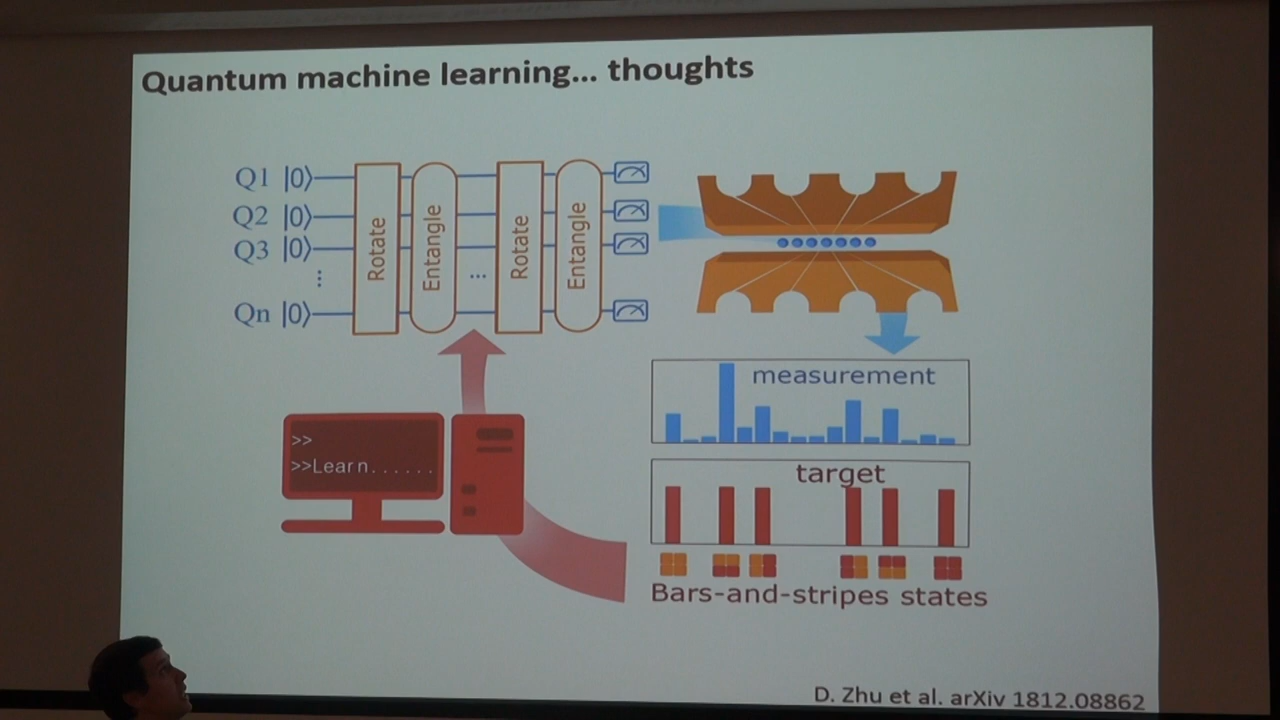 Quantum machine learning... thoughts
Q1 |0⟩
Q2 |0⟩
Q3 |0⟩
⋮
Qn |0⟩
Rotate
Entangle
...
Rotate
Entangle
>>
>>Learn......
measurement
target
Bars-and-stripes states
D. Zhu et al. arXiv 1812.08862